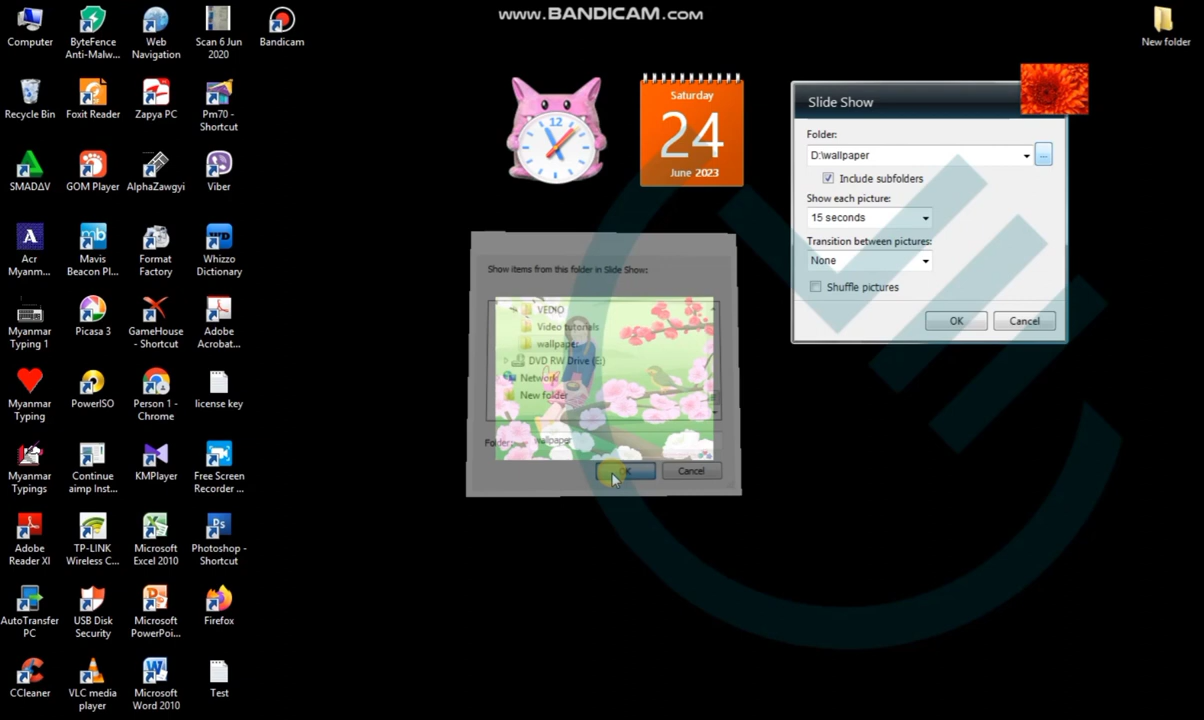 www.BANDICAM.com
Computer
ByteFence
Anti-Malw...
Web
Navigation
Scan 6 Jun
2020
Bandicam
New folder
Recycle Bin
Foxit Reader
Zapya PC
Pm70 -
Shortcut
SMADΔV
GOM Player
AlphaZawgyi
Viber
A
Acr
Myanm...
mb
Mavis
Beacon Pl...
Format
Factory
Whizzo
Dictionary
Myanmar
Typing 1
Picasa 3
GameHouse
- Shortcut
Adobe
Acrobat...
Myanmar
Typing
PowerISO
Person 1 -
Chrome
license key
Myanmar
Typings
Continue
aimp Inst...
KMPlayer
Free Screen
Recorder ...
Adobe
Reader XI
TP-LINK
Wireless C...
Microsoft
Excel 2010
Photoshop -
Shortcut
AutoTransfer
PC
USB Disk
Security
Microsoft
PowerPoi...
Firefox
CCleaner
VLC media
player
Microsoft
Word 2010
Test
12
Saturday
24
June 2023
Slide Show
Folder:
D:\wallpaper
...
Include subfolders
Show each picture:
15 seconds
Transition between pictures:
None
Shuffle pictures
OK
Cancel
Show items from this folder in Slide Show:
VEDIO
Video tutorials
wallpaper
DVD RW Drive (E:)
Network
New folder
Folder:
wallpaper
OK
Cancel